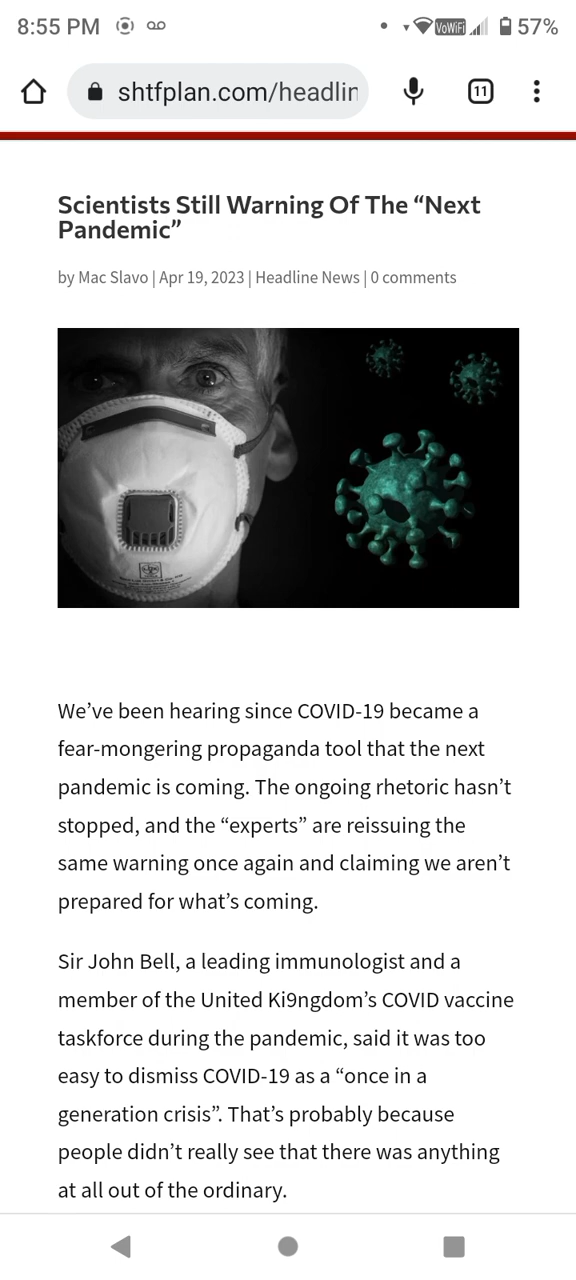 8:55 PM VoWiFi 57%
shtfplan.com/headlin 11
Scientists Still Warning Of The “Next
Pandemic”
by Mac Slavo | Apr 19, 2023 | Headline News | 0 comments
We’ve been hearing since COVID-19 became a
fear-mongering propaganda tool that the next
pandemic is coming. The ongoing rhetoric hasn’t
stopped, and the “experts” are reissuing the
same warning once again and claiming we aren’t
prepared for what’s coming.
Sir John Bell, a leading immunologist and a
member of the United Ki9ngdom’s COVID vaccine
taskforce during the pandemic, said it was too
easy to dismiss COVID-19 as a “once in a
generation crisis”. That’s probably because
people didn’t really see that there was anything
at all out of the ordinary.